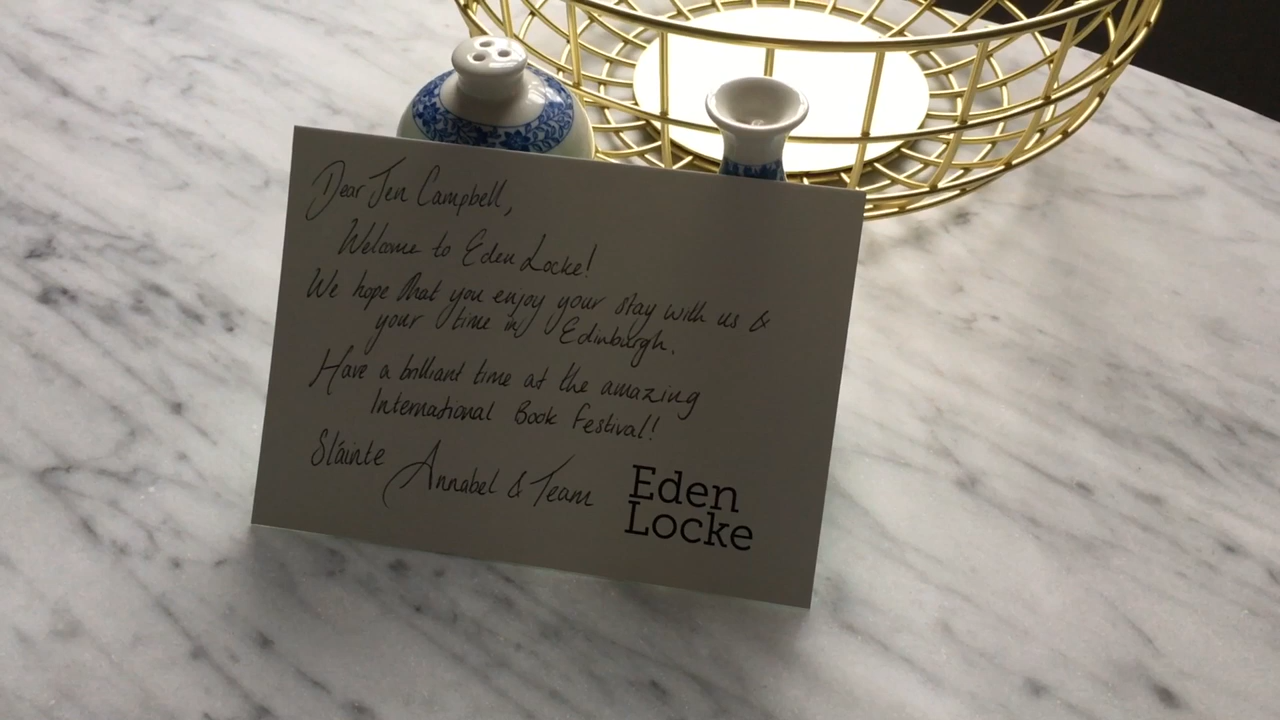 Dear Jen Campbell,
Welcome to Eden Locke!
We hope that you enjoy your stay with us &
your time in Edinburgh.
Have a brilliant time at the amazing
International Book Festival!
Sláinte Annabel & Team
Eden
Locke